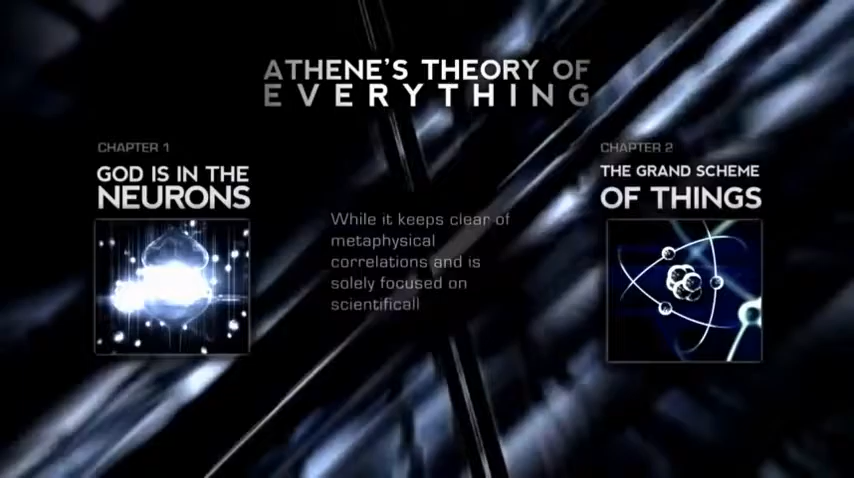 ATHENE'S THEORY OF
EVERYTHING
CHAPTER 1
GOD IS IN THE
NEURONS
While it keeps clear of
metaphysical
correlations and is
solely focused on
scientificall
CHAPTER 2
THE GRAND SCHEME
OF THINGS